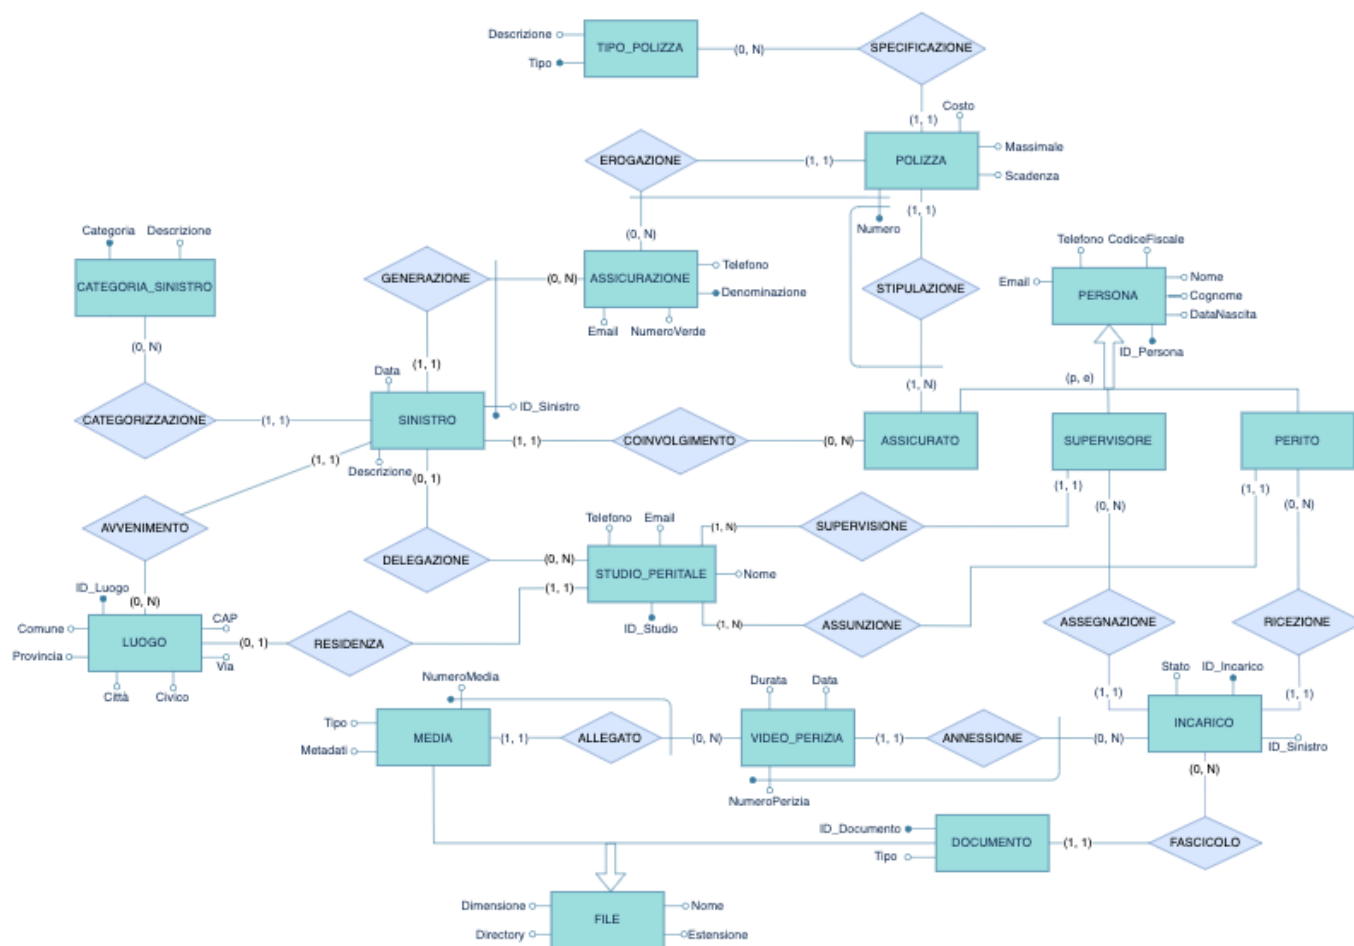 Descrizione
Tipo
TIPO_POLIZZA
(0, N)
SPECIFICAZIONE
(1, 1)
Costo
EROGAZIONE
(1, 1)
POLIZZA
Massimale
Scadenza
Numero
(1, 1)
(0, N)
Categoria
Descrizione
CATEGORIA_SINISTRO
GENERAZIONE
(0, N)
ASSICURAZIONE
Telefono
Denominazione
Email
NumeroVerde
STIPULAZIONE
Telefono
CodiceFiscale
Email
PERSONA
Nome
Cognome
DataNascita
ID_Persona
(0, N)
(1, 1)
Data
(1, N)
(p, e)
CATEGORIZZAZIONE
(1, 1)
SINISTRO
ID_Sinistro
(1, 1)
COINVOLGIMENTO
(0, N)
ASSICURATO
SUPERVISORE
PERITO
(1, 1)
Descrizione
(0, 1)
(1, 1)
(0, N)
(1, 1)
(0, N)
AVVENIMENTO
DELEGAZIONE
(0, N)
Telefono
Email
(1, N)
SUPERVISIONE
STUDIO_PERITALE
Nome
(1, 1)
ID_Studio
(1, N)
ASSUNZIONE
ASSEGNAZIONE
RICEZIONE
ID_Luogo
(0, N)
CAP
Comune
LUOGO
(0, 1)
RESIDENZA
Provincia
Via
Città
Civico
NumeroMedia
Tipo
Metadati
MEDIA
(1, 1)
ALLEGATO
(0, N)
Durata
Data
VIDEO_PERIZIA
(1, 1)
ANNESSIONE
(0, N)
NumeroPerizia
Stato
ID_Incarico
(1, 1)
(1, 1)
INCARICO
ID_Sinistro
(0, N)
ID_Documento
Tipo
DOCUMENTO
(1, 1)
FASCICOLO
Dimensione
Directory
FILE
Nome
Estensione